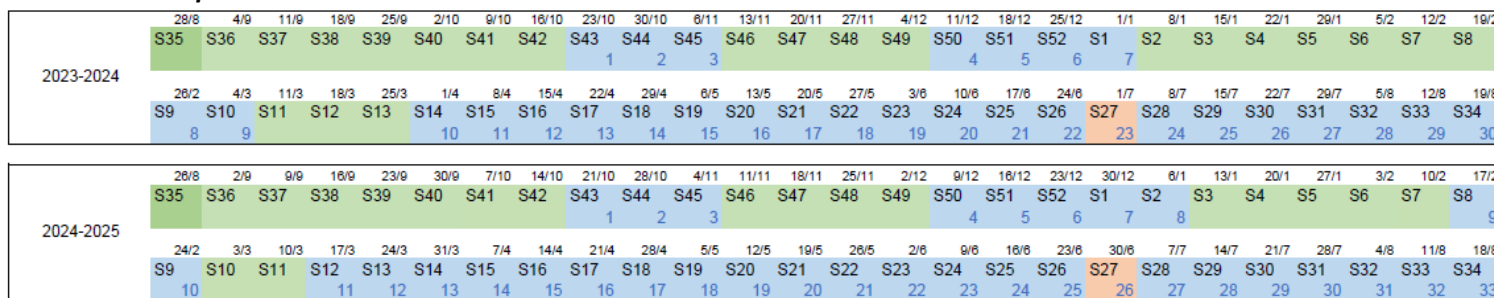 28/8 4/9 11/9 18/9 25/9 2/10 9/10 16/10 23/10 30/10 6/11 13/11 20/11 27/11 4/12 11/12 18/12 25/12 1/1 8/1 15/1 22/1 29/1 5/2 12/2 19/2
S35 S36 S37 S38 S39 S40 S41 S42 S43 S44 S45 S46 S47 S48 S49 S50 S51 S52 S1 S2 S3 S4 S5 S6 S7 S8
1 2 3 4 5 6 7
2023-2024
26/2 4/3 11/3 18/3 25/3 1/4 8/4 15/4 22/4 29/4 6/5 13/5 20/5 27/5 3/6 10/6 17/6 24/6 1/7 8/7 15/7 22/7 29/7 5/8 12/8 19/8
S9 S10 S11 S12 S13 S14 S15 S16 S17 S18 S19 S20 S21 S22 S23 S24 S25 S26 S27 S28 S29 S30 S31 S32 S33 S34
8 9 10 11 12 13 14 15 16 17 18 19 20 21 22 23 24 25 26 27 28 29 30
26/8 2/9 9/9 16/9 23/9 30/9 7/10 14/10 21/10 28/10 4/11 11/11 18/11 25/11 2/12 9/12 16/12 23/12 30/12 6/1 13/1 20/1 27/1 3/2 10/2 17/2
S35 S36 S37 S38 S39 S40 S41 S42 S43 S44 S45 S46 S47 S48 S49 S50 S51 S52 S1 S2 S3 S4 S5 S6 S7 S8
1 2 3 4 5 6 7 8 9
2024-2025
24/2 3/3 10/3 17/3 24/3 31/3 7/4 14/4 21/4 28/4 5/5 12/5 19/5 26/5 2/6 9/6 16/6 23/6 30/6 7/7 14/7 21/7 28/7 4/8 11/8 18/8
S9 S10 S11 S12 S13 S14 S15 S16 S17 S18 S19 S20 S21 S22 S23 S24 S25 S26 S27 S28 S29 S30 S31 S32 S33 S34
10 11 12 13 14 15 16 17 18 19 20 21 22 23 24 25 26 27 28 29 30 31 32 33